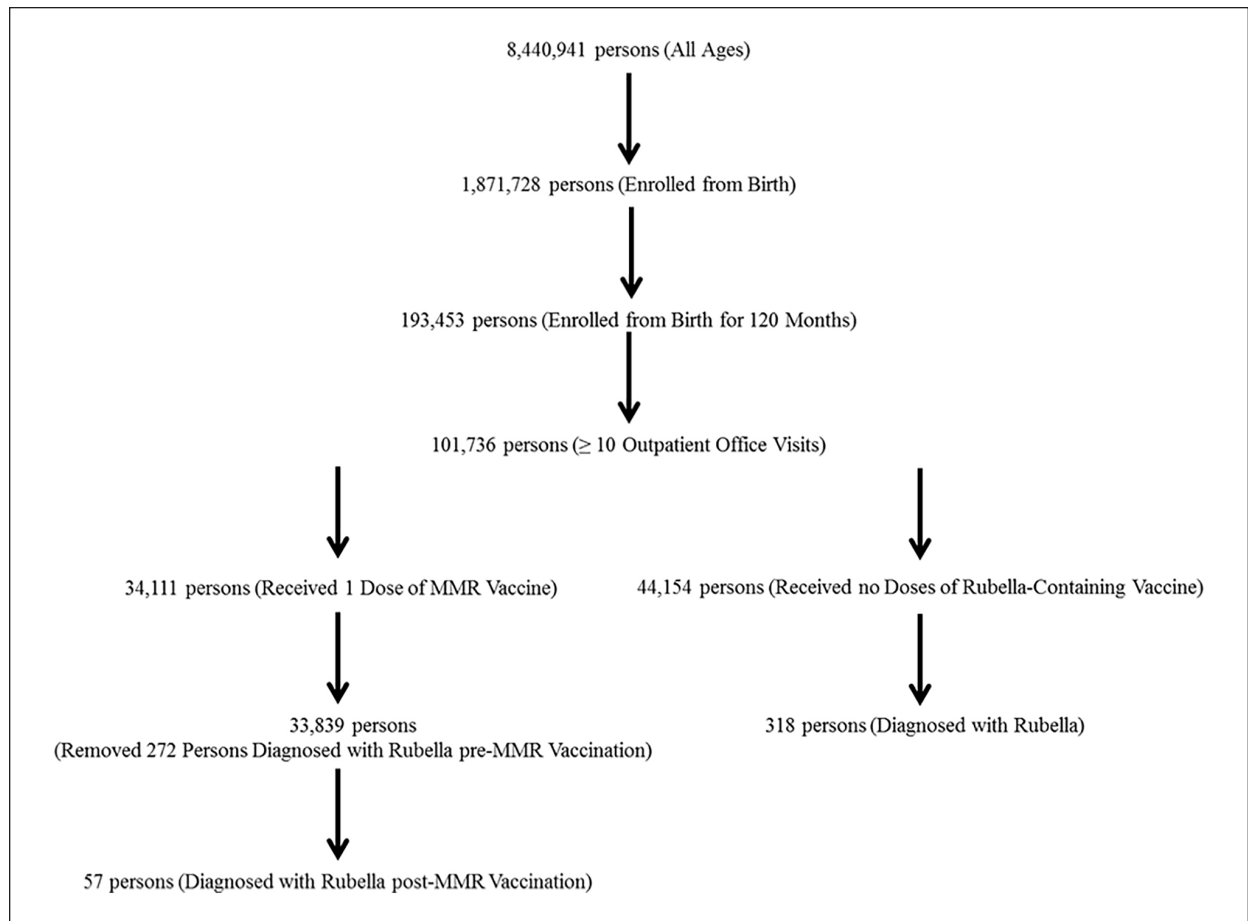 8,440,941 persons (All Ages)
1,871,728 persons (Enrolled from Birth)
193,453 persons (Enrolled from Birth for 120 Months)
101,736 persons (≥ 10 Outpatient Office Visits)
34,111 persons (Received 1 Dose of MMR Vaccine)
44,154 persons (Received no Doses of Rubella-Containing Vaccine)
33,839 persons
(Removed 272 Persons Diagnosed with Rubella pre-MMR Vaccination)
318 persons (Diagnosed with Rubella)
57 persons (Diagnosed with Rubella post-MMR Vaccination)